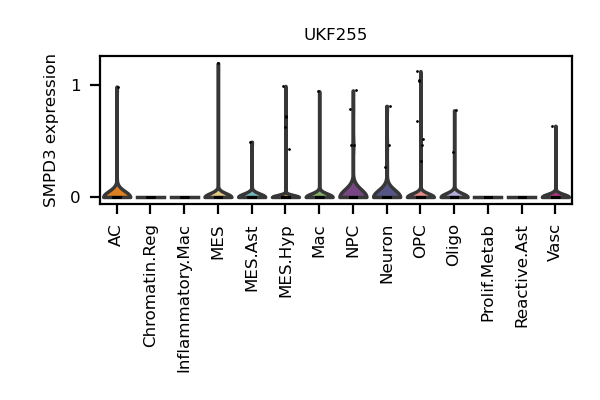 UKF255
SMPD3 expression
1
0
AC
Chromatin.Reg
Inflammatory.Mac
MES
MES.Ast
MES.Hyp
Mac
NPC
Neuron
OPC
Oligo
Prolif.Metab
Reactive.Ast
Vasc